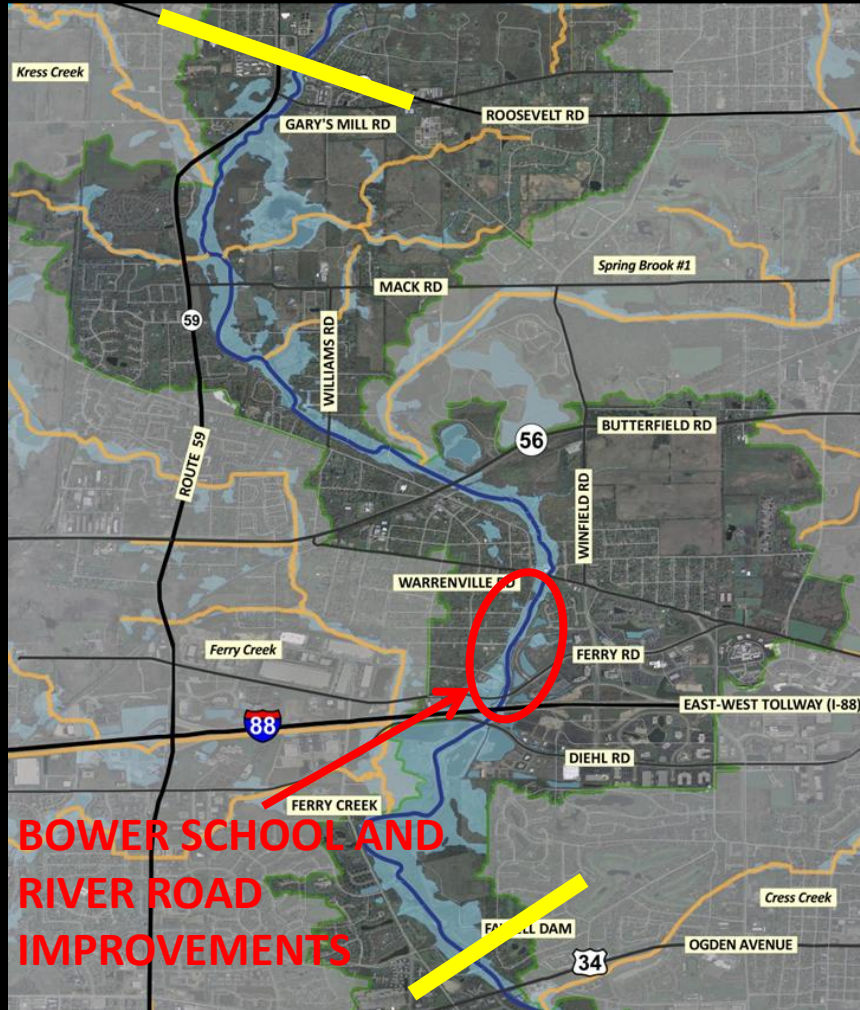 Kress Creek
GARY'S MILL RD
ROOSEVELT RD
Spring Brook #1
MACK RD
59
WILLIAMS RD
ROUTE 59
56
BUTTERFIELD RD
WINFIELD RD
WARRENVILLE RD
Ferry Creek
FERRY RD
EAST-WEST TOLLWAY (I-88)
88
DIEHL RD
FERRY CREEK
BOWER SCHOOL AND
RIVER ROAD
IMPROVEMENTS
Cress Creek
DAM
OGDEN AVENUE
34